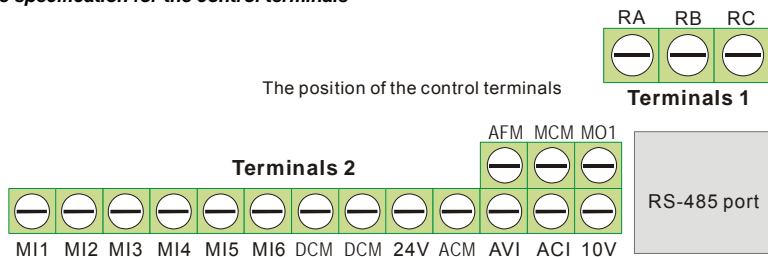 specification for the control terminals
RA RB RC
The position of the control terminals
Terminals 1
AFM MCM MO1
Terminals 2
RS-485 port
MI1 MI2 MI3 MI4 MI5 MI6 DCM DCM 24V ACM AVI ACI 10V